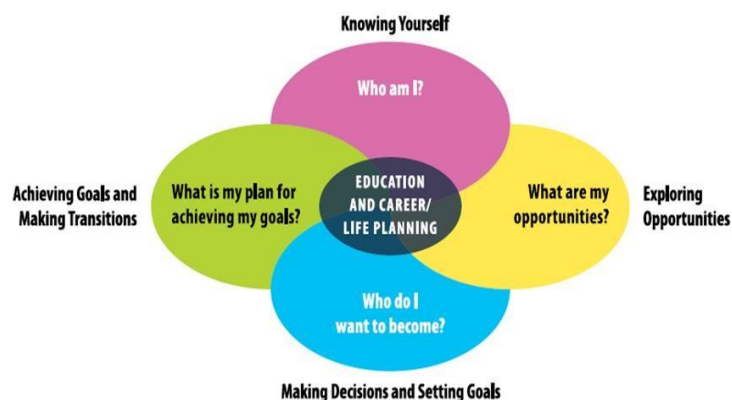 Knowing Yourself
Who am I?
Achieving Goals and
Making Transitions
What is my plan for
achieving my goals?
EDUCATION
AND CAREER/
LIFE PLANNING
What are my
opportunities?
Exploring
Opportunities
Who do I
want to become?
Making Decisions and Setting Goals